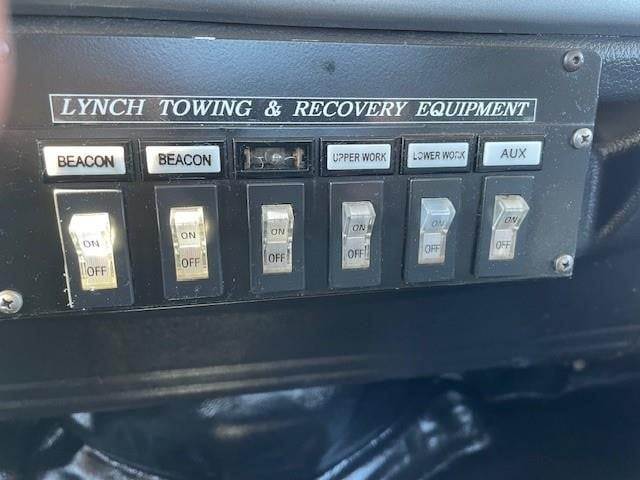 LYNCH TOWING & RECOVERY EQUIPMENT
BEACON BEACON UPPER WORK LOWER WORK AUX
ON ON ON ON ON ON
OFF OFF OFF OFF OFF OFF